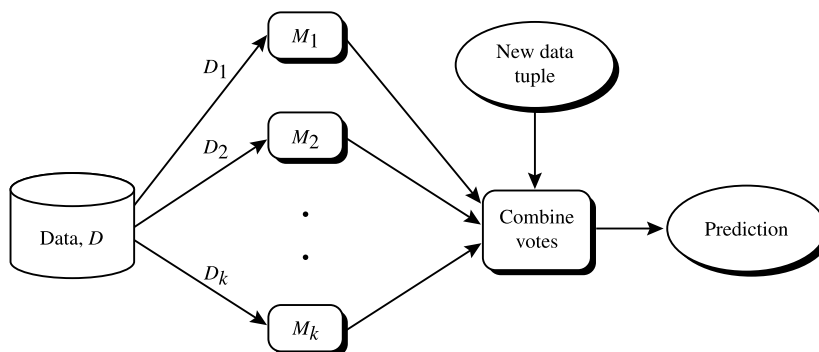 M1
D1
New data
tuple
D2
M2
Data, D
Combine
votes
Prediction
Dk
Mk